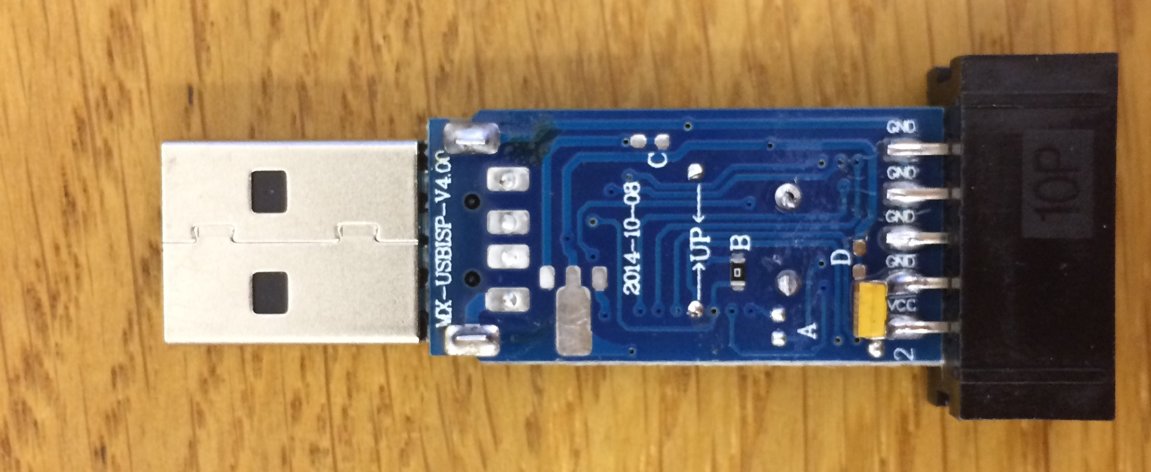 MX-USBISP-V4.00
2014-10-08
C
→UP←
B
A
D
GND
GND
GND
GND
VCC
2
10P